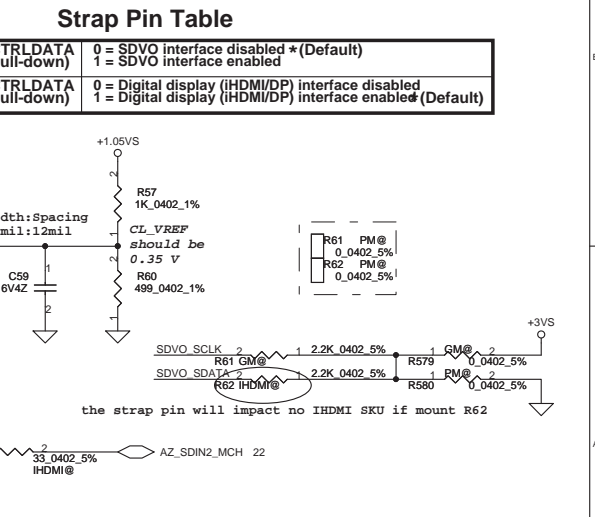 Strap Pin Table
TRLDATA 0 = SDVO interface disabled *(Default)
ull-down) 1 = SDVO interface enabled
TRLDATA 0 = Digital display (iHDMI/DP) interface disabled
ull-down) 1 = Digital display (iHDMI/DP) interface enabled*(Default)
+1.05VS
2
2
R57
1K_0402_1%
dth:Spacing
mil:12mil
1
CL_VREF
should be
0.35 V
R61 PM@
0_0402_5%
R62 PM@
0_0402_5%
1
C59
6V4Z
2
2
R60
499_0402_1%
1
+3VS
SDVO_SCLK 2 1 2.2K_0402_5% 1 GM@ 2
R61 GM@ R579 0_0402_5%
SDVO_SDATA 2 1 2.2K_0402_5% 1 PM@ 2
R62 IHDMI@ R580 0_0402_5%
the strap pin will impact no IHDMI SKU if mount R62
2
33_0402_5%
IHDMI@
AZ_SDIN2_MCH 22